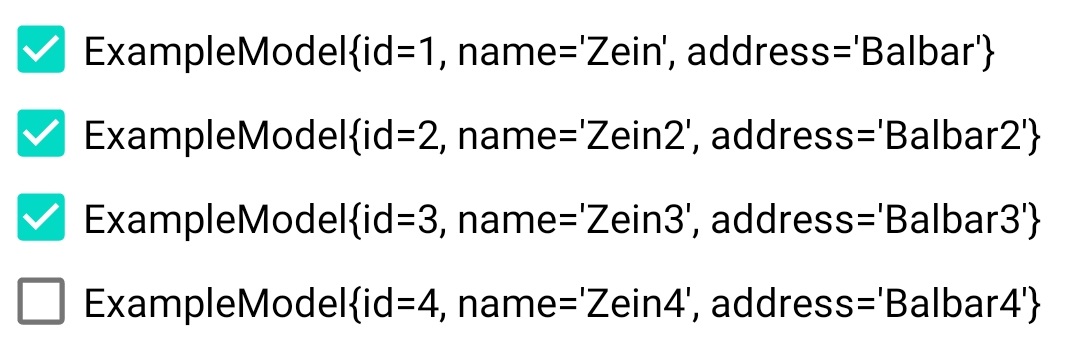 ExampleModel{id=1, name='Zein', address='Balbar'}
ExampleModel{id=2, name='Zein2', address='Balbar2'}
ExampleModel{id=3, name='Zein3', address='Balbar3'}
ExampleModel{id=4, name='Zein4', address='Balbar4'}